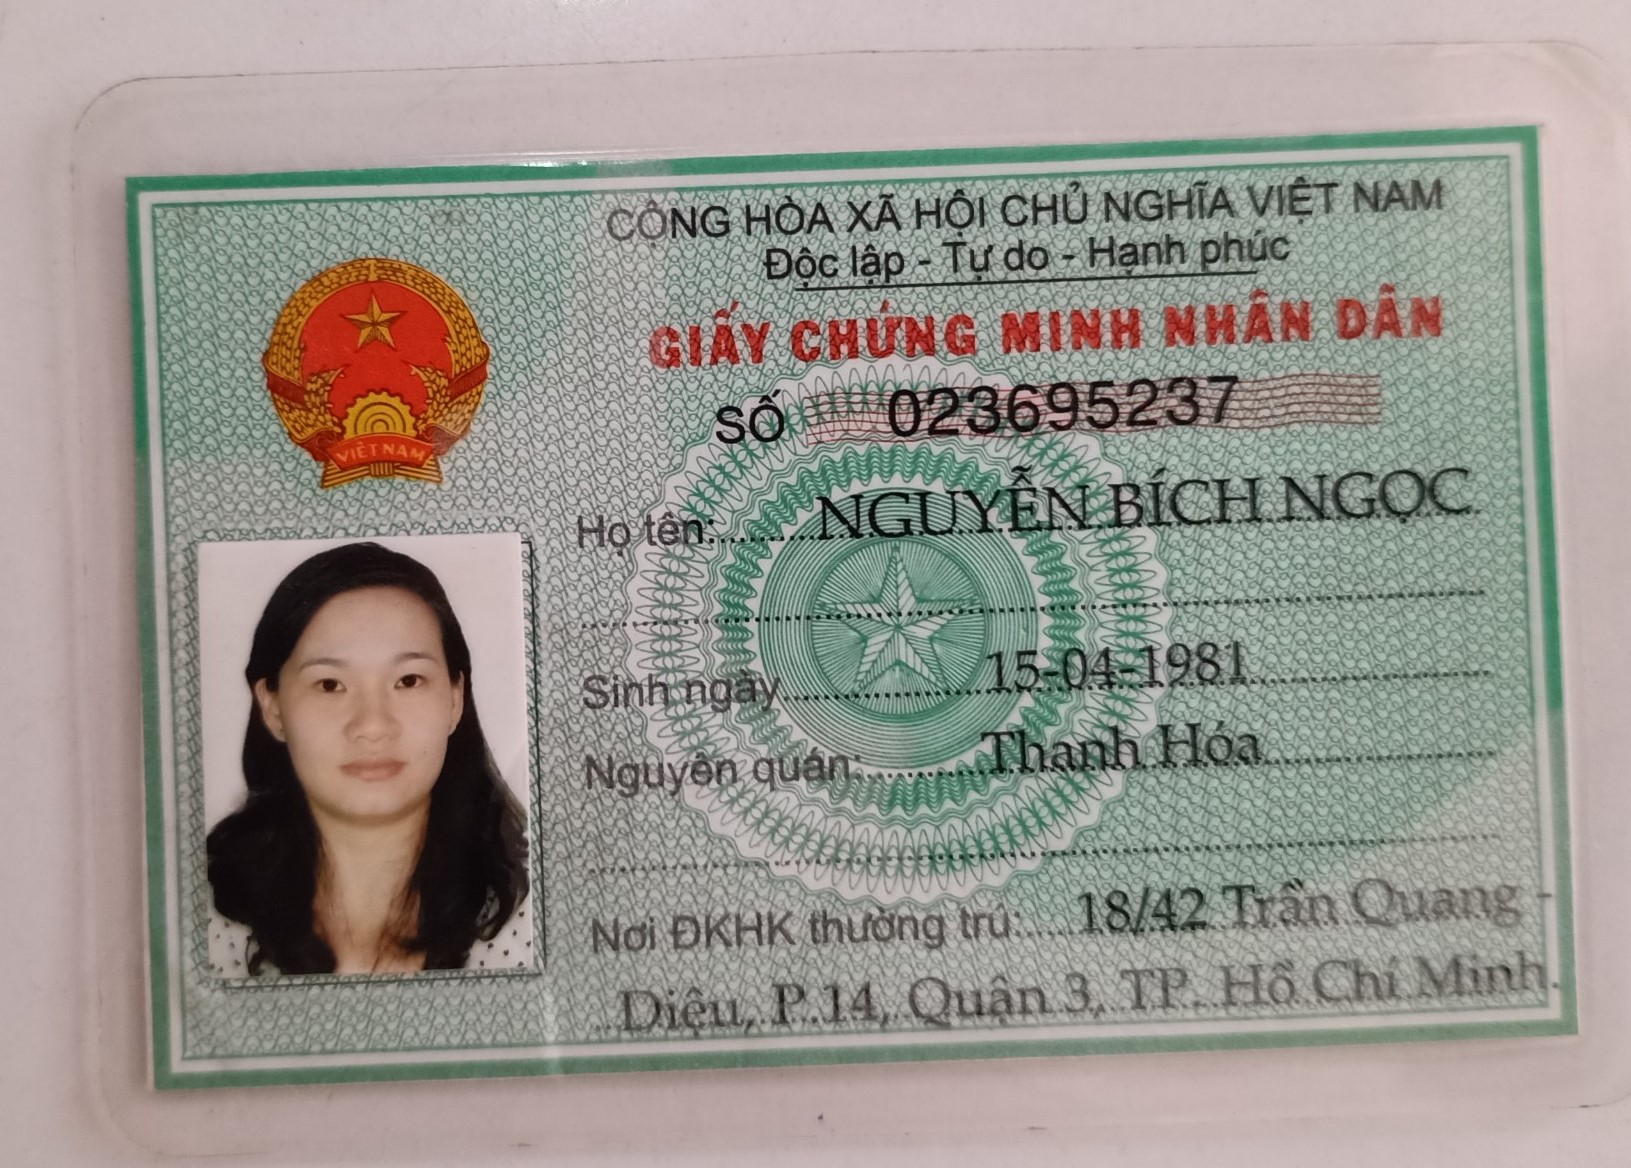 CỘNG HÒA XÃ HỘI CHỦ NGHĨA VIỆT NAM
Độc lập - Tự do - Hạnh phúc
GIẤY CHỨNG MINH NHÂN DÂN
SỐ 023695237
VIỆT NAM
Họ tên: NGUYỄN BÍCH NGỌC
Sinh ngày 15-04-1981
Nguyên quán: Thanh Hóa
Nơi ĐKHK thường trú: 18/42 Trần Quang -
Diệu, P.14, Quận 3, TP. Hồ Chí Minh.